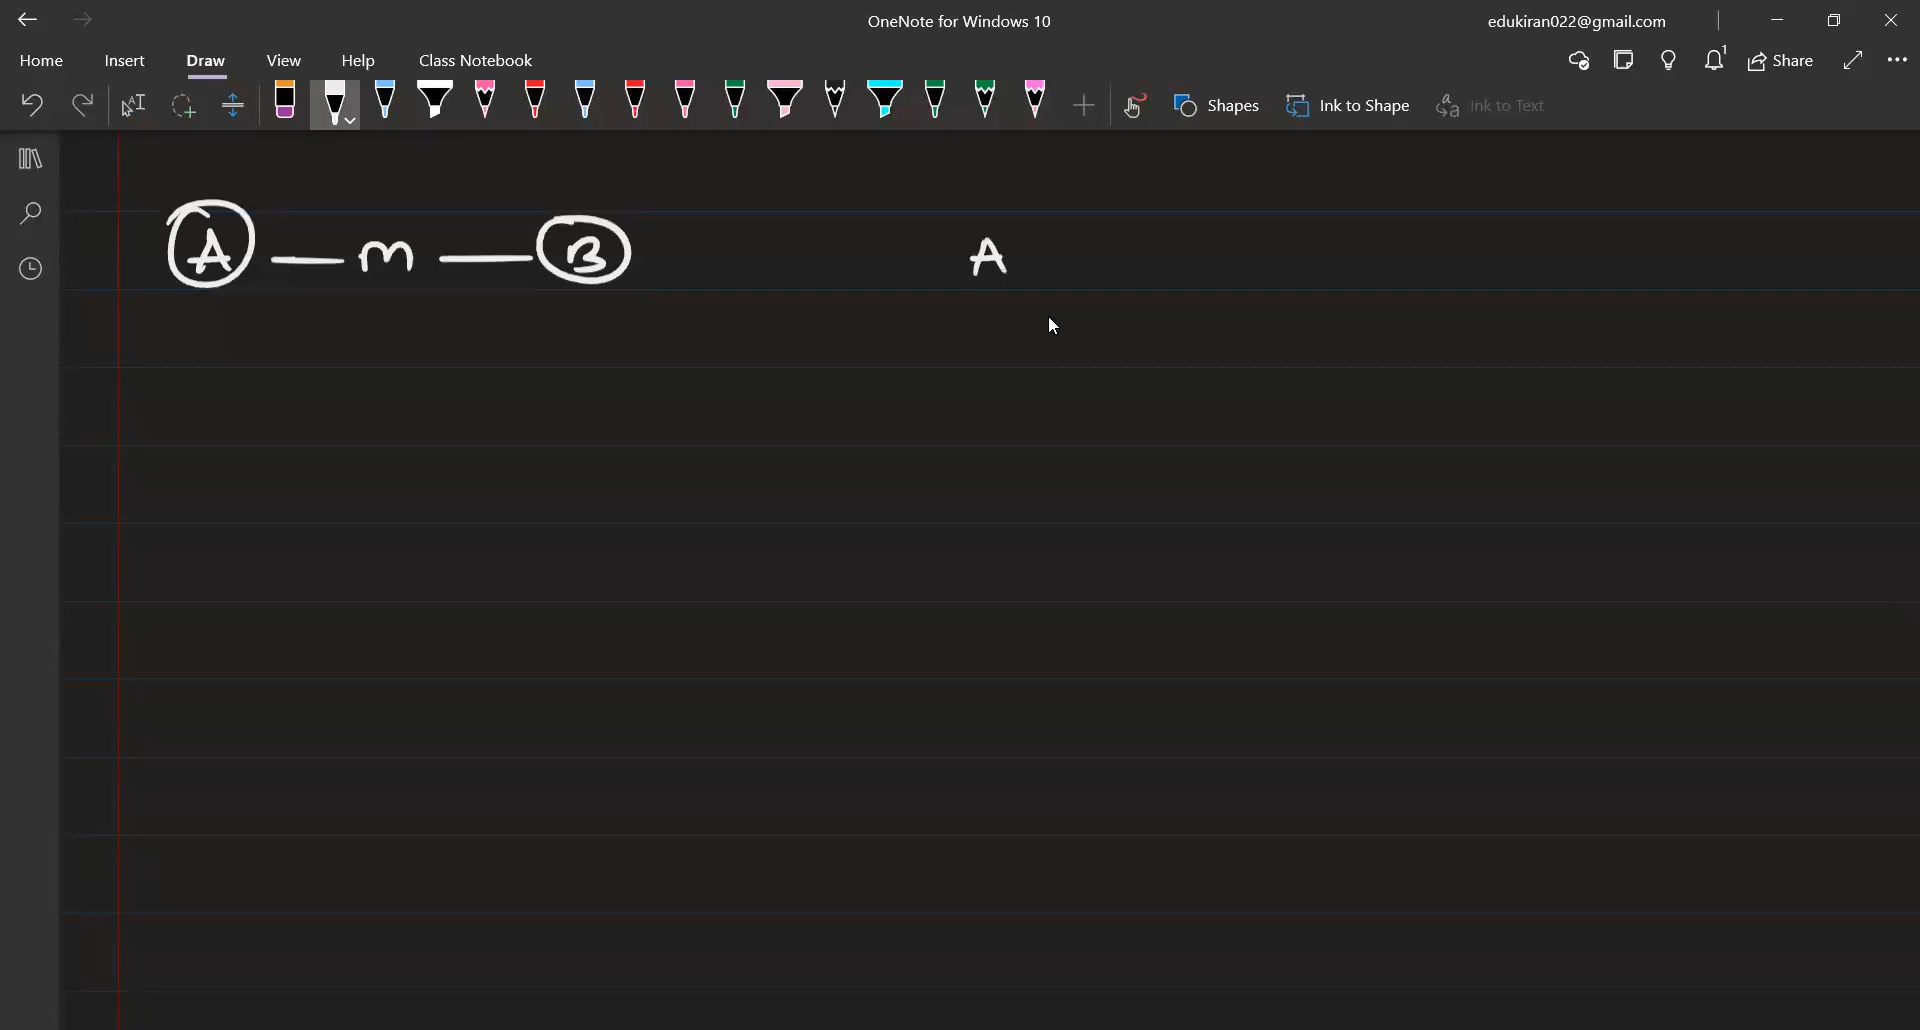 OneNote for Windows 10
edukiran022@gmail.com
Home Insert Draw View Help Class Notebook
1
Share
Shapes Ink to Shape Ink to Text
A — m — B A